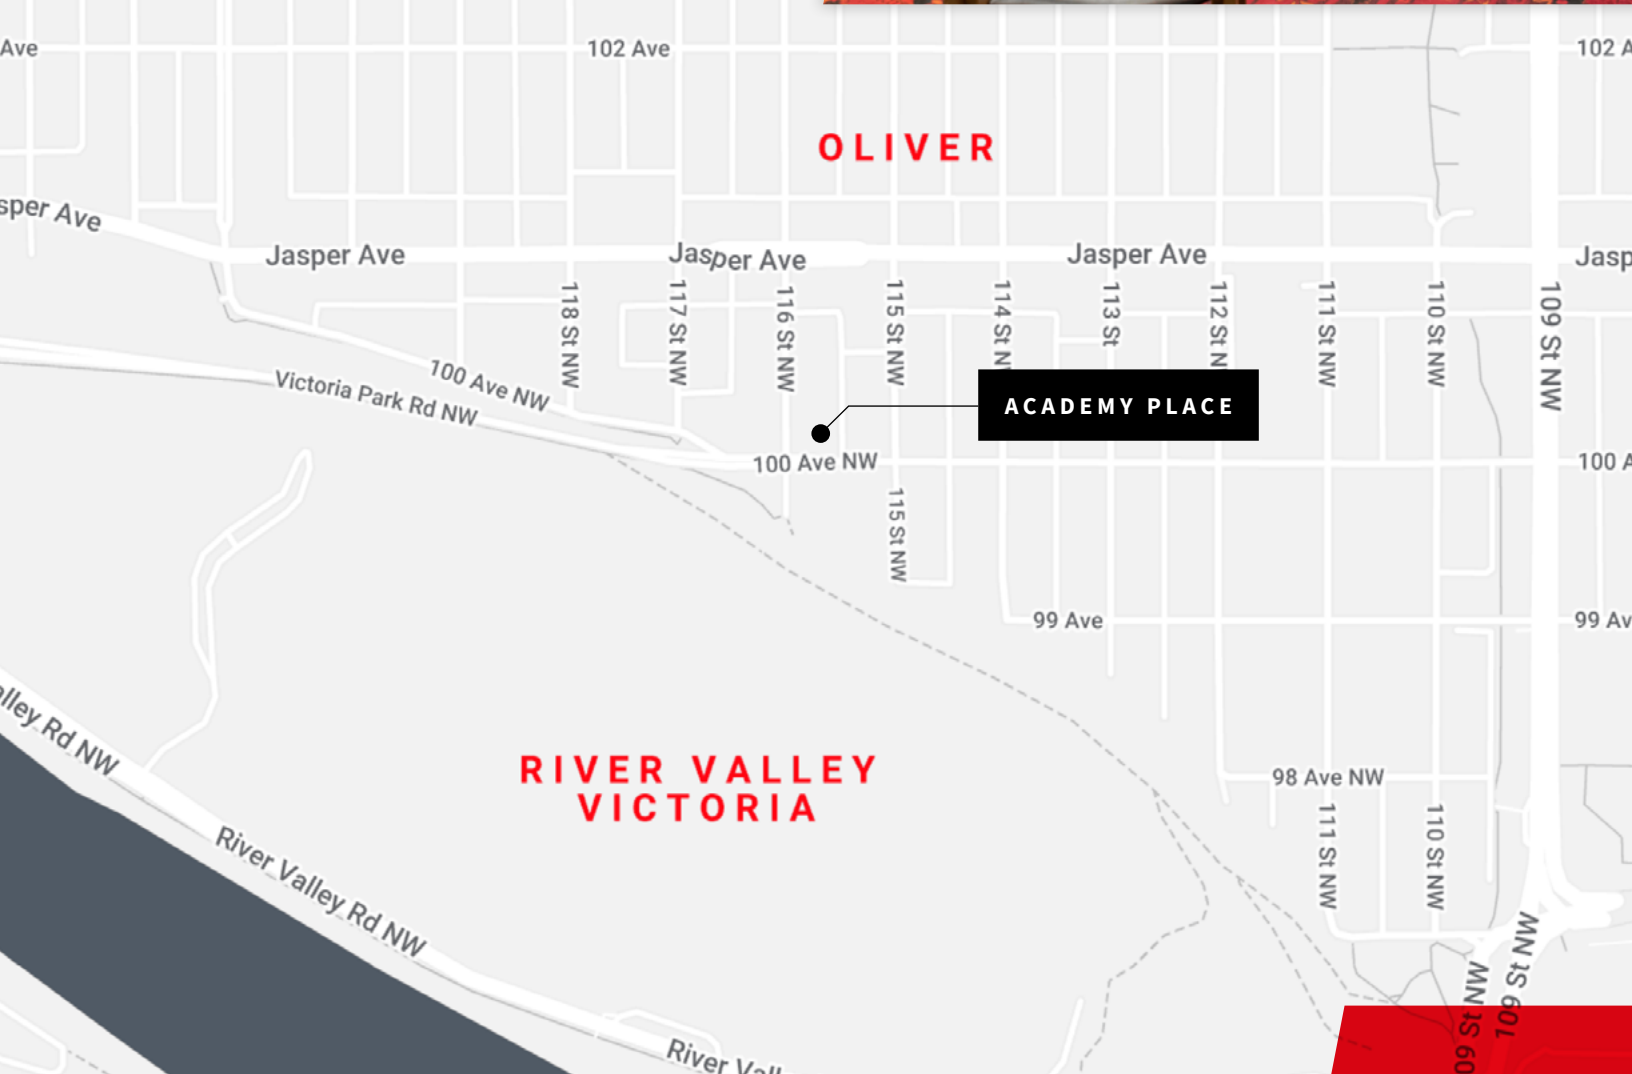 Ave
102 Ave
102 A
OLIVER
sper Ave
Jasper Ave
Jasper Ave
Jasper Ave
Jasp
118 St NW
117 St NW
116 St NW
115 St NW
114 St NW
113 St
112 St N
111 St NW
110 St NW
109 St NW
100 Ave NW
Victoria Park Rd NW
ACADEMY PLACE
100 Ave NW
100 A
115 St NW
99 Ave
99 Av
alley Rd NW
RIVER VALLEY
VICTORIA
98 Ave NW
111 St NW
110 St NW
River Valley Rd NW
109 St NW
09 St NW
River Vall